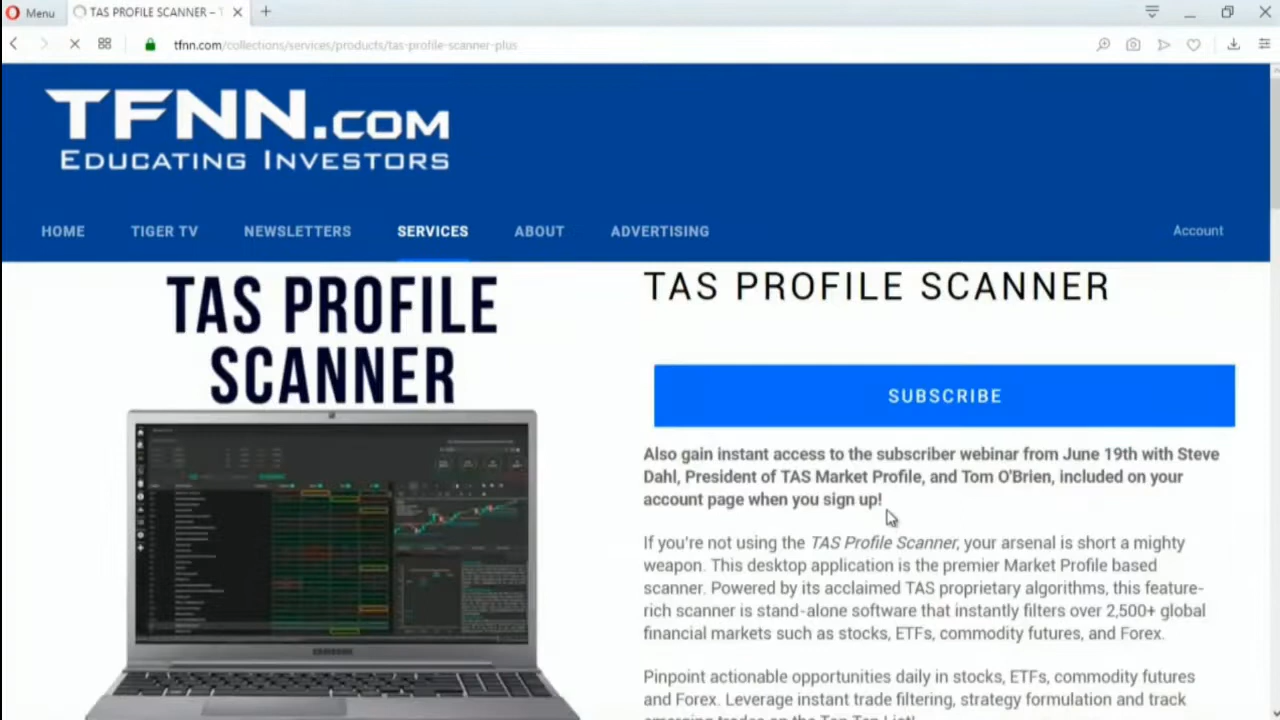 Menu
TAS PROFILE SCANNER –
tfnn.com/collections/services/products/tas-profile-scanner-plus
TFNN.COM
EDUCATING INVESTORS
HOME TIGER TV NEWSLETTERS SERVICES ABOUT ADVERTISING Account
TAS PROFILE
SCANNER
TAS PROFILE SCANNER
SUBSCRIBE
Also gain instant access to the subscriber webinar from June 19th with Steve
Dahl, President of TAS Market Profile, and Tom O'Brien, included on your
account page when you sign up!
If you're not using the TAS Profile Scanner, your arsenal is short a mighty
weapon. This desktop application is the premier Market Profile based
scanner. Powered by its acclaimed TAS proprietary algorithms, this feature-
rich scanner is stand-alone software that instantly filters over 2,500+ global
financial markets such as stocks, ETFs, commodity futures, and Forex.
Pinpoint actionable opportunities daily in stocks, ETFs, commodity futures
and Forex. Leverage instant trade filtering, strategy formulation and track
emerging trades on the Top Ten List!